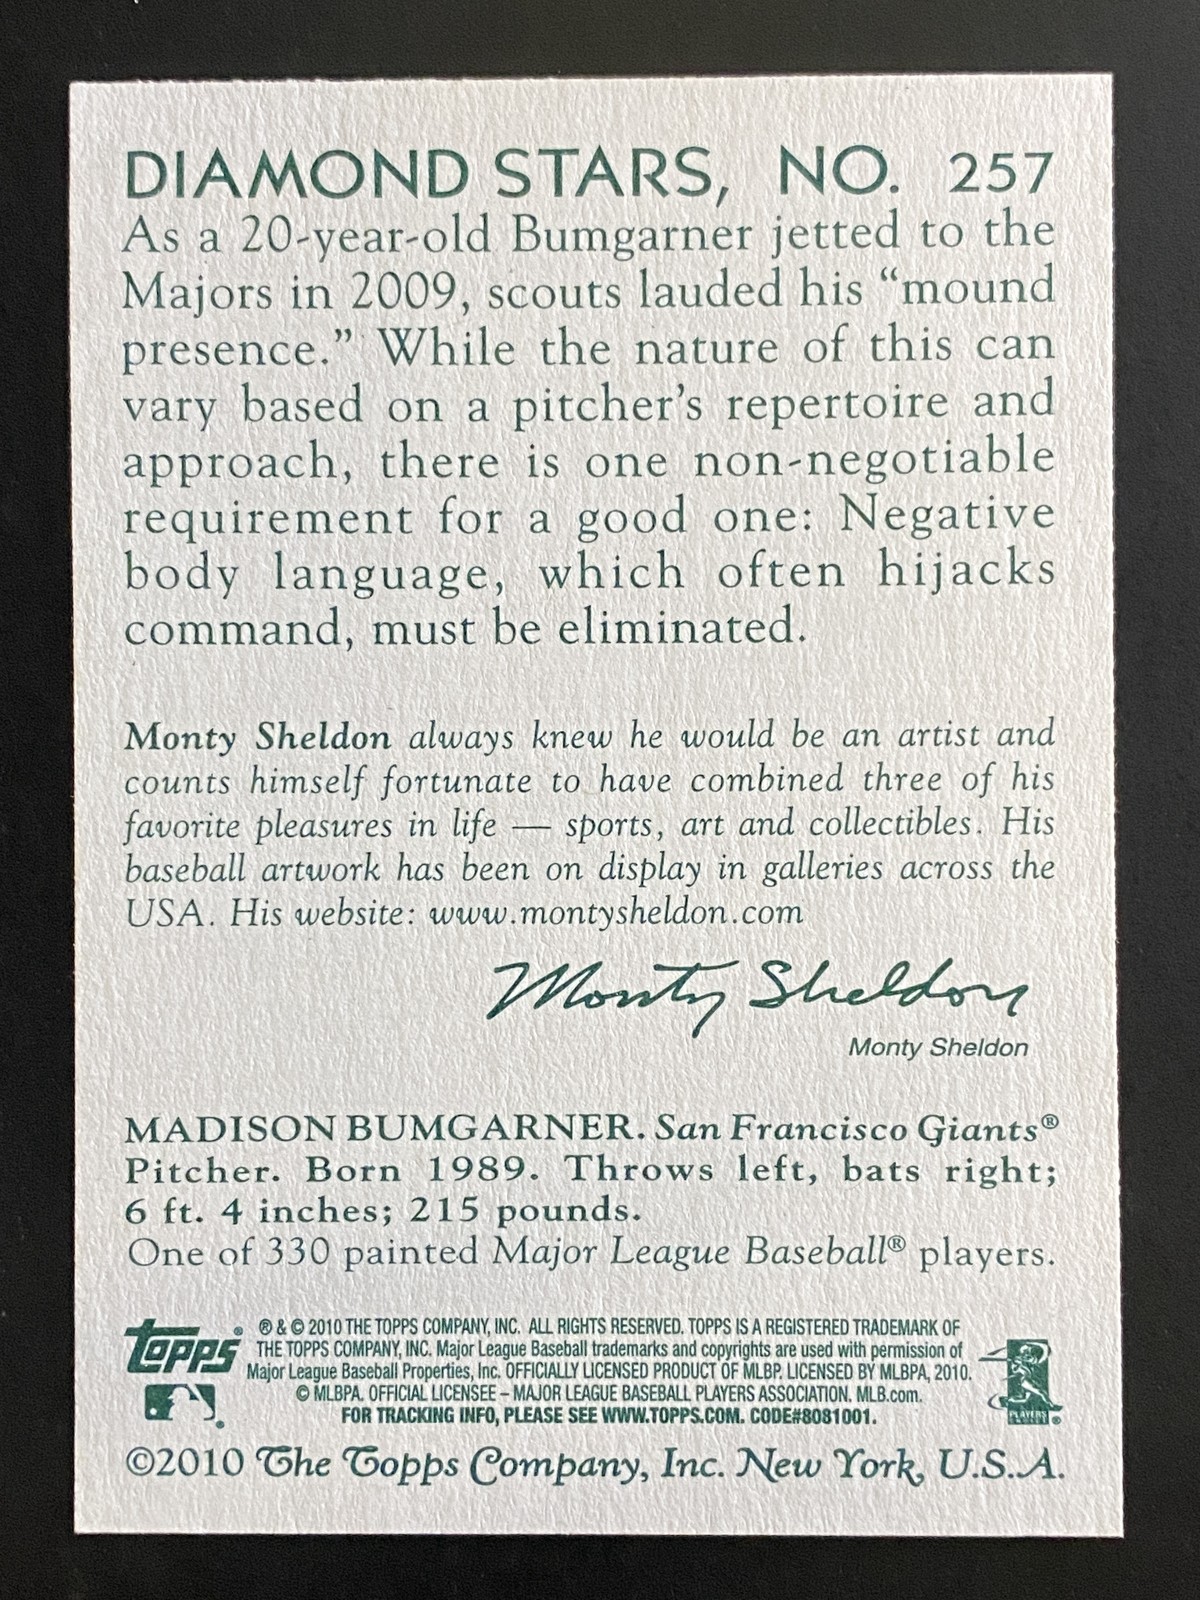 DIAMOND STARS, NO. 257
As a 20-year-old Bumgarner jetted to the
Majors in 2009, scouts lauded his “mound
presence.” While the nature of this can
vary based on a pitcher’s repertoire and
approach, there is one non-negotiable
requirement for a good one: Negative
body language, which often hijacks
command, must be eliminated.
Monty Sheldon always knew he would be an artist and
counts himself fortunate to have combined three of his
favorite pleasures in life — sports, art and collectibles. His
baseball artwork has been on display in galleries across the
USA. His website: www.montysheldon.com
Monty Sheldon
Monty Sheldon
MADISON BUMGARNER. San Francisco Giants®
Pitcher. Born 1989. Throws left, bats right;
6 ft. 4 inches; 215 pounds.
One of 330 painted Major League Baseball® players.
topps®
® & © 2010 THE TOPPS COMPANY, INC. ALL RIGHTS RESERVED. TOPPS IS A REGISTERED TRADEMARK OF
THE TOPPS COMPANY, INC. Major League Baseball trademarks and copyrights are used with permission of
Major League Baseball Properties, Inc. OFFICIALLY LICENSED PRODUCT OF MLBP. LICENSED BY MLBPA, 2010.
© MLBPA. OFFICIAL LICENSEE – MAJOR LEAGUE BASEBALL PLAYERS ASSOCIATION. MLB.com.
FOR TRACKING INFO, PLEASE SEE WWW.TOPPS.COM. CODE#8081001.
PLAYERS
©2010 The Topps Company, Inc. New York, U.S.A.